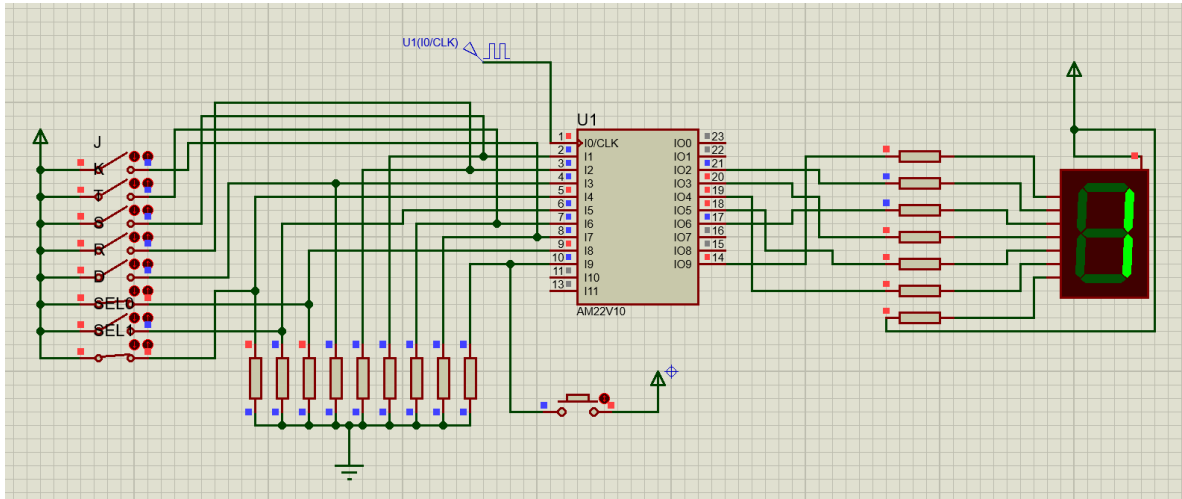 U1(I0/CLK)
J
K
T
S
R
D
SEL0
SEL1
U1
1
2
3
4
5
6
7
8
9
10
11
13
I0/CLK
I1
I2
I3
I4
I5
I6
I7
I8
I9
I10
I11
IO0
IO1
IO2
IO3
IO4
IO5
IO6
IO7
IO8
IO9
23
22
21
20
19
18
17
16
15
14
AM22V10